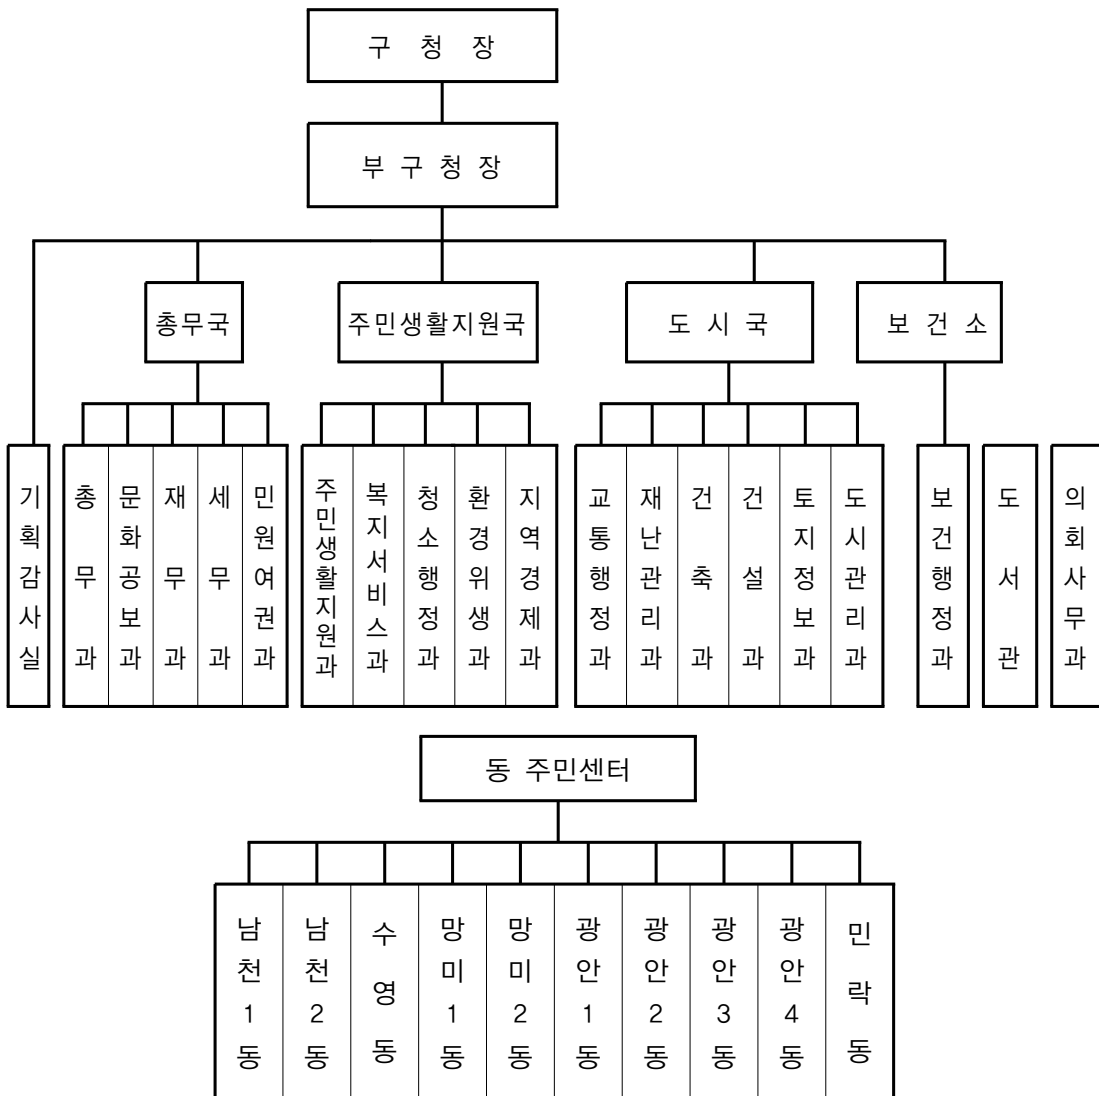 구 청 장
부 구 청 장
총무국
주민생활지원국
도 시 국
보 건 소
기획감사실
총 무 과
문화공보과
재 무 과
세 무 과
민원여권과
주민생활지원과
복지서비스과
청소행정과
환경위생과
지역경제과
교통행정과
재난관리과
건 축 과
건 설 과
토지정보과
도시관리과
보건행정과
도 서 관
의회사무과
동 주민센터
남천1동
남천2동
수영동
망미1동
망미2동
광안1동
광안2동
광안3동
광안4동
민락동